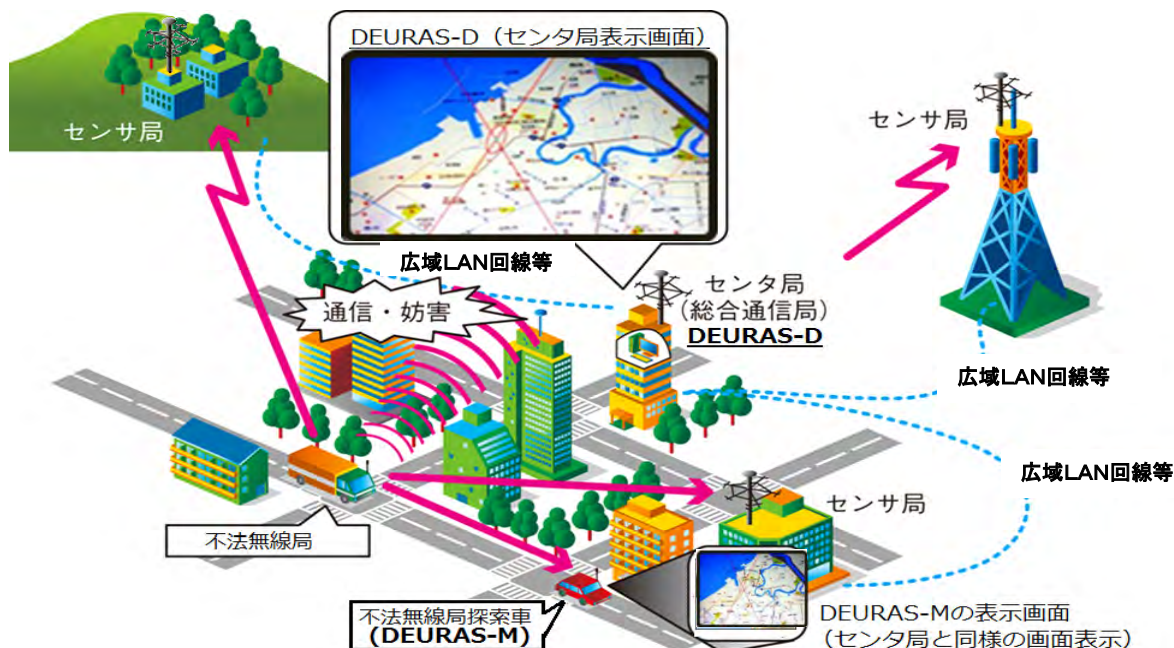 DEURAS-D（センタ局表示画面）
センサ局
センサ局
広域LAN回線等
通信・妨害
センタ局
（総合通信局）
DEURAS-D
広域LAN回線等
広域LAN回線等
センサ局
不法無線局
不法無線局探索車
(DEURAS-M)
DEURAS-Mの表示画面
（センタ局と同様の画面表示）